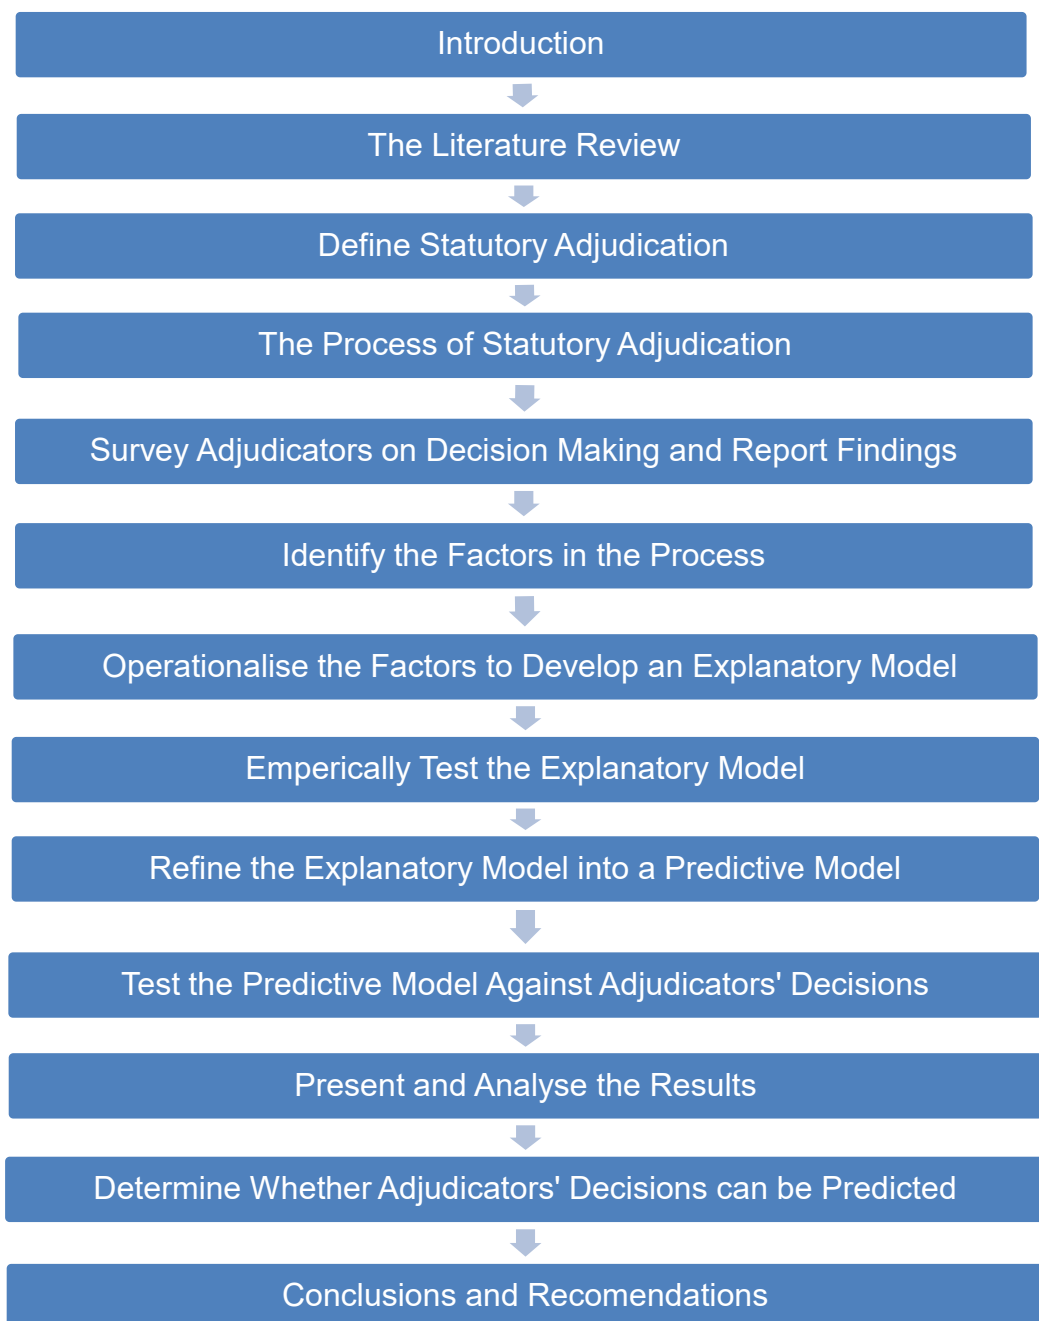 Introduction
The Literature Review
Define Statutory Adjudication
The Process of Statutory Adjudication
Survey Adjudicators on Decision Making and Report Findings
Identify the Factors in the Process
Operationalise the Factors to Develop an Explanatory Model
Emperically Test the Explanatory Model
Refine the Explanatory Model into a Predictive Model
Test the Predictive Model Against Adjudicators' Decisions
Present and Analyse the Results
Determine Whether Adjudicators' Decisions can be Predicted
Conclusions and Recomendations